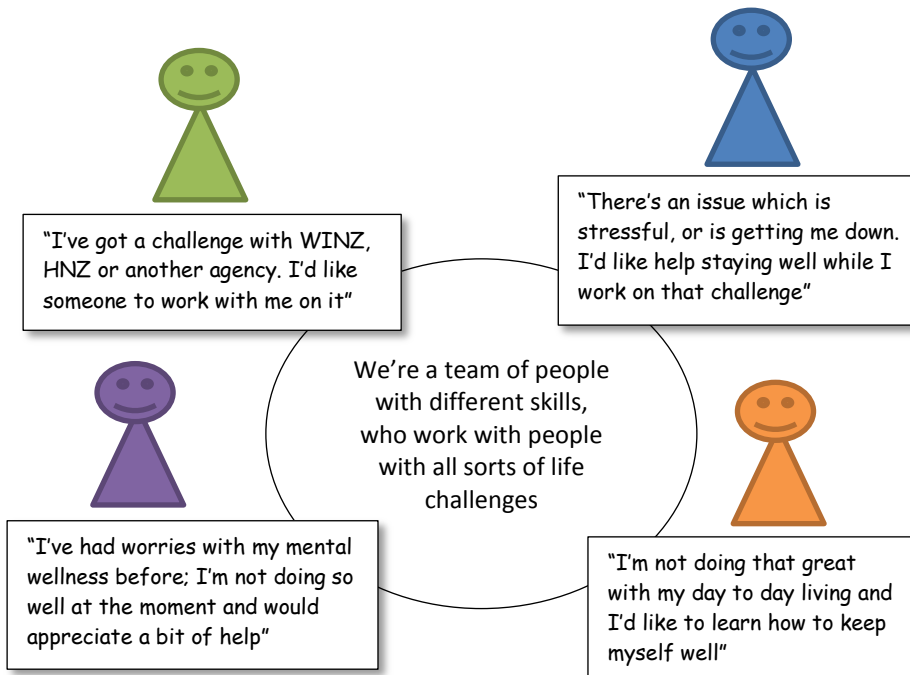 “I’ve got a challenge with WINZ,
HNZ or another agency. I’d like
someone to work with me on it”
“There’s an issue which is
stressful, or is getting me down.
I’d like help staying well while I
work on that challenge”
We’re a team of people
with different skills,
who work with people
with all sorts of life
challenges
“I’ve had worries with my mental
wellness before; I’m not doing so
well at the moment and would
appreciate a bit of help”
“I’m not doing that great
with my day to day living and
I’d like to learn how to keep
myself well”